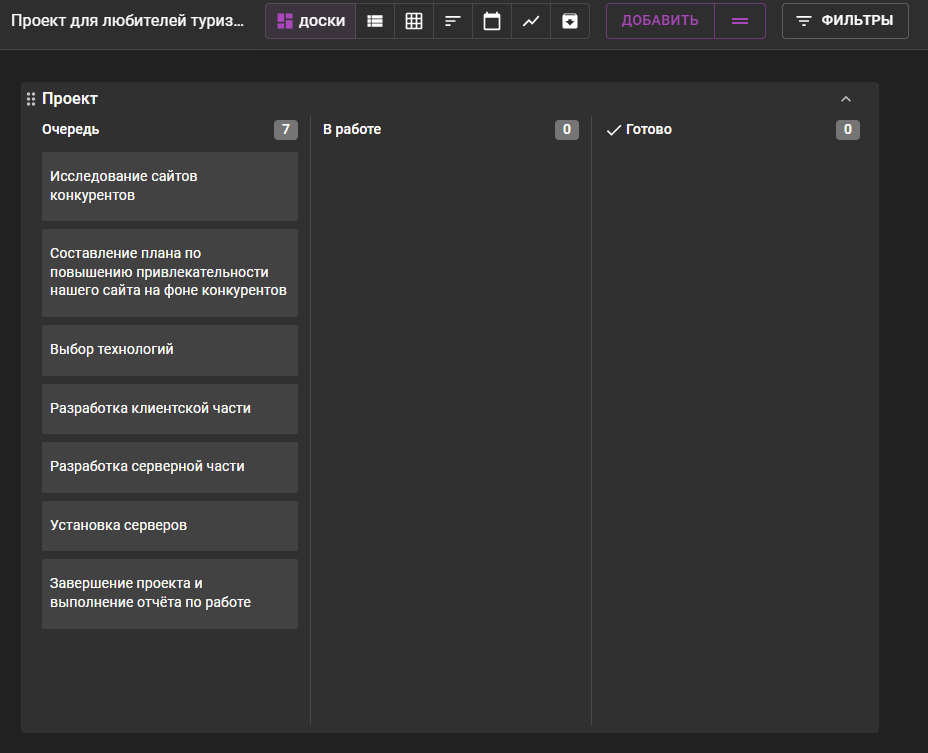 Проект для любителей туриз...
ДОСКИ
ДОБАВИТЬ
ФИЛЬТРЫ
Проект
Очередь 7
Исследование сайтов
конкурентов
Составление плана по
повышению привлекательности
нашего сайта на фоне конкурентов
Выбор технологий
Разработка клиентской части
Разработка серверной части
Установка серверов
Завершение проекта и
выполнение отчёта по работе
В работе 0
Готово 0